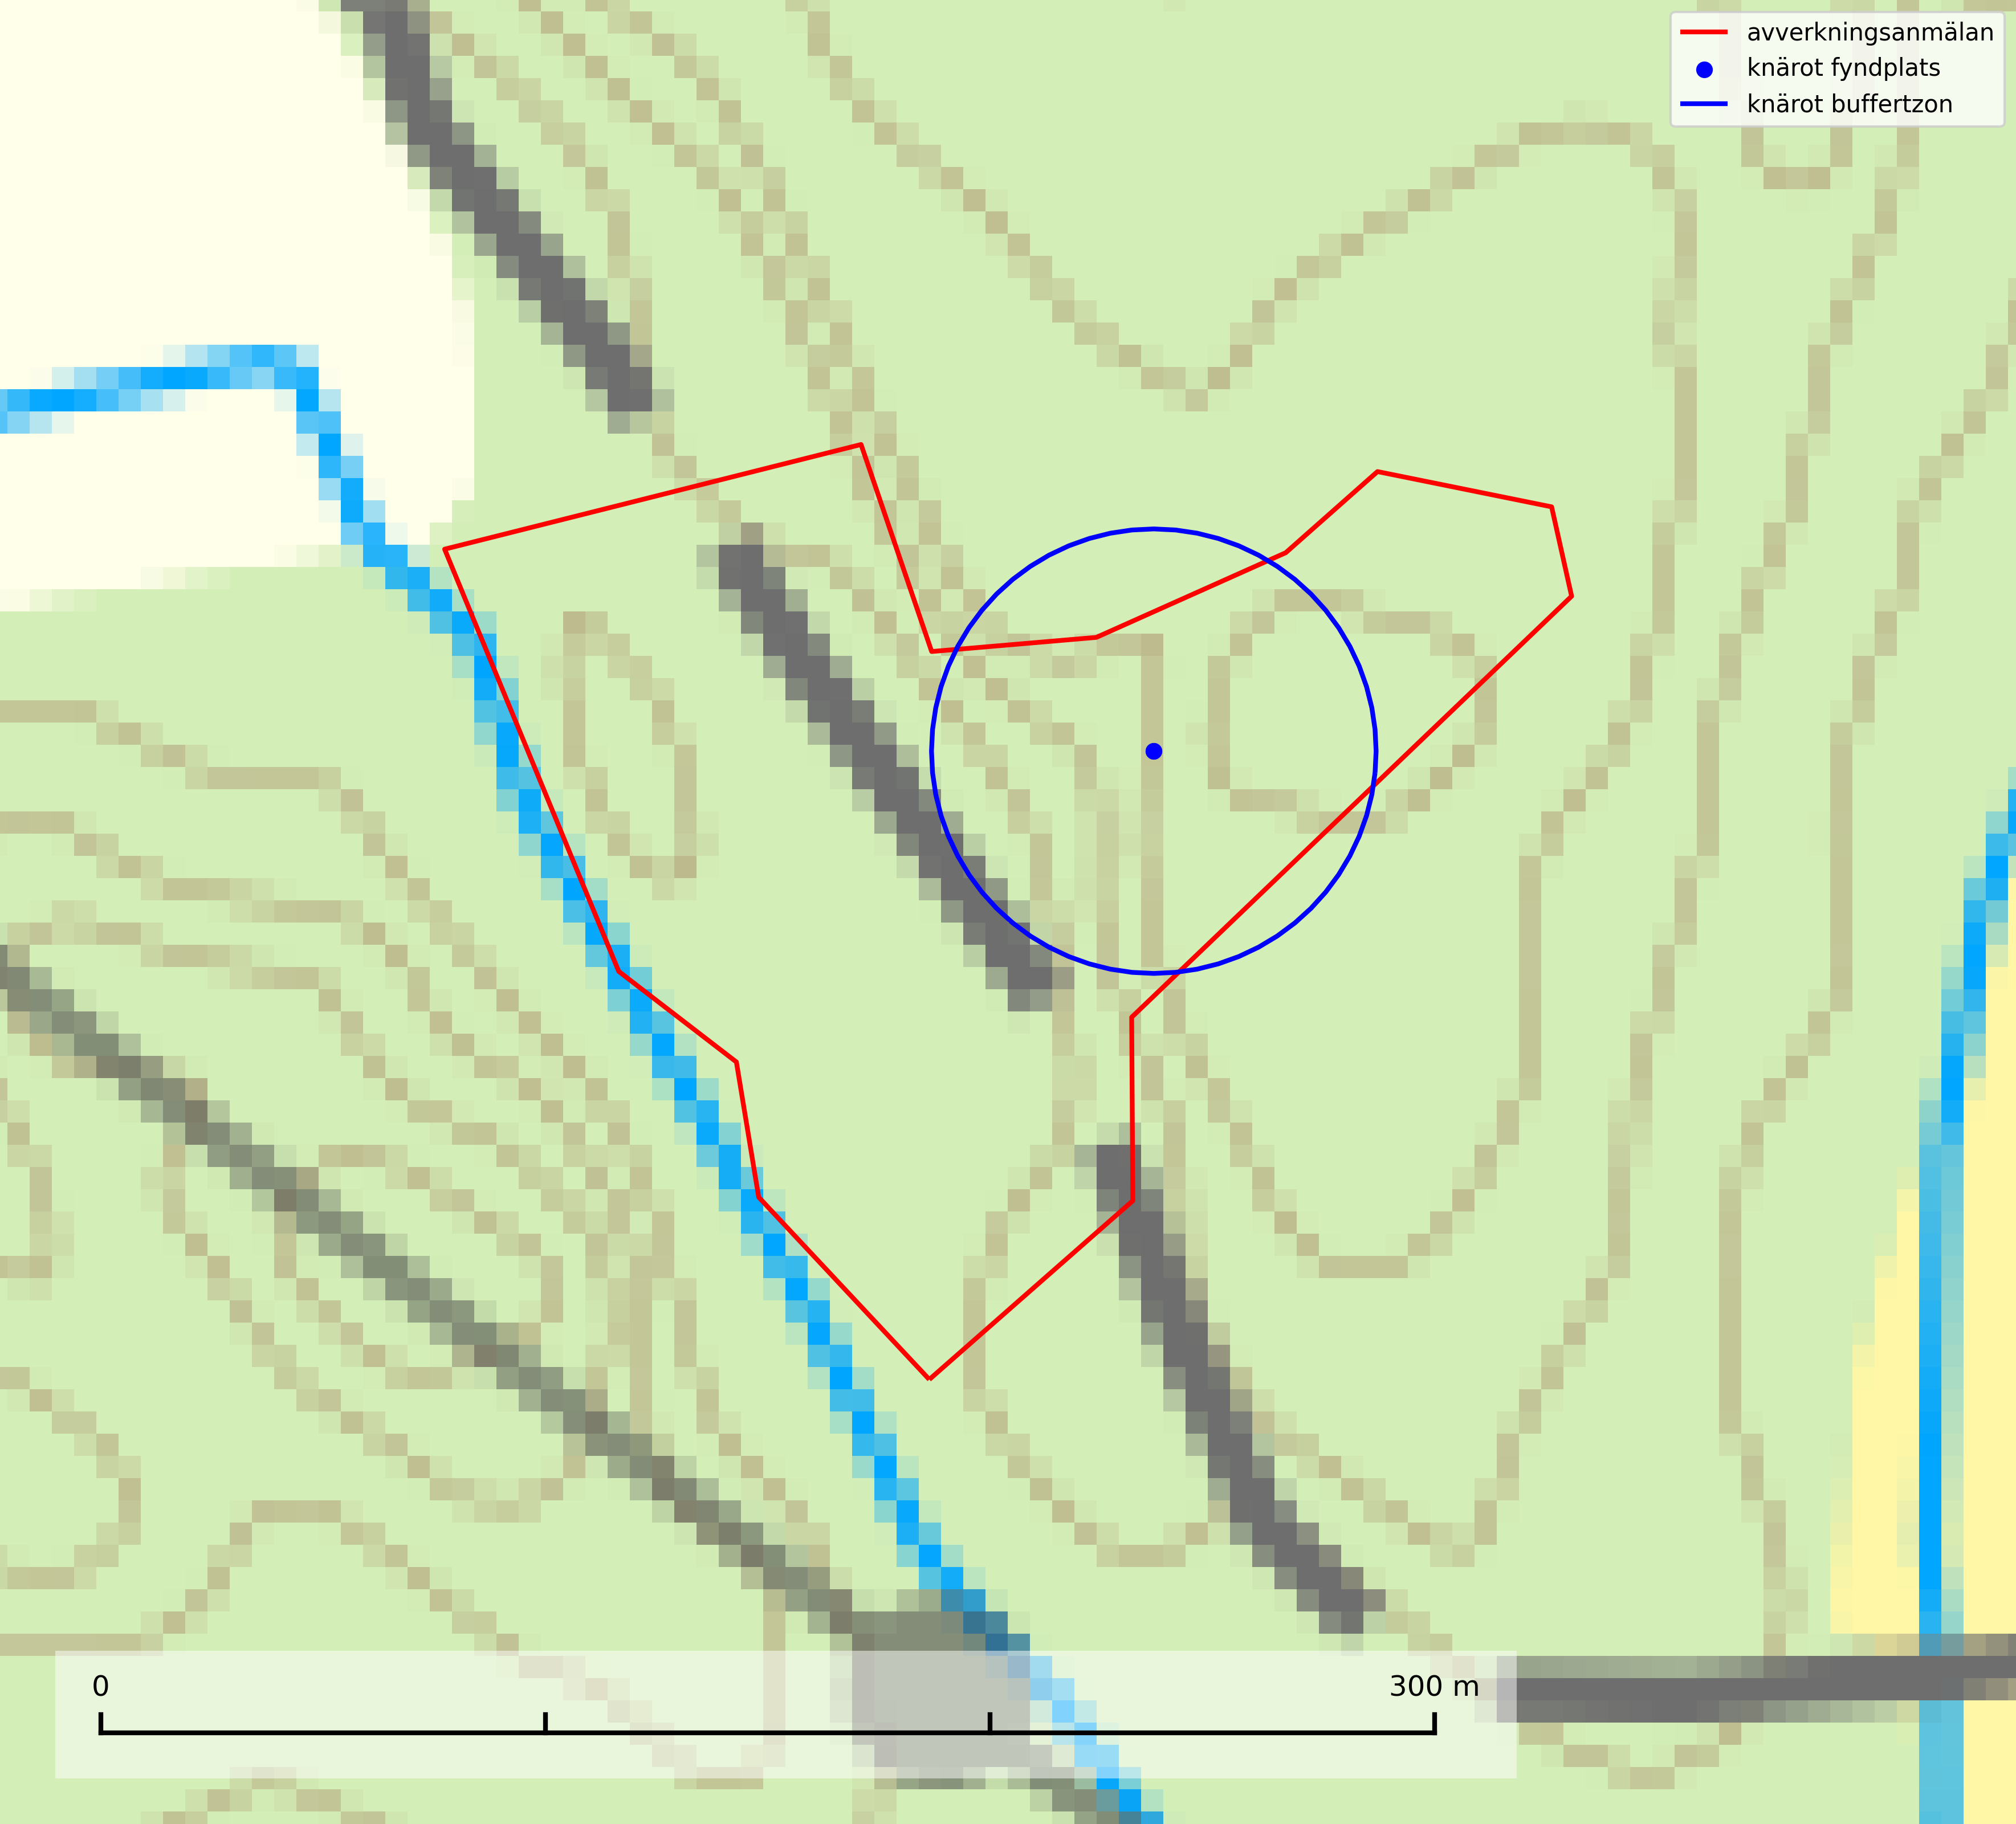 avverkningsanmälan
knärot fyndplats
knärot buffertzon
0 300 m